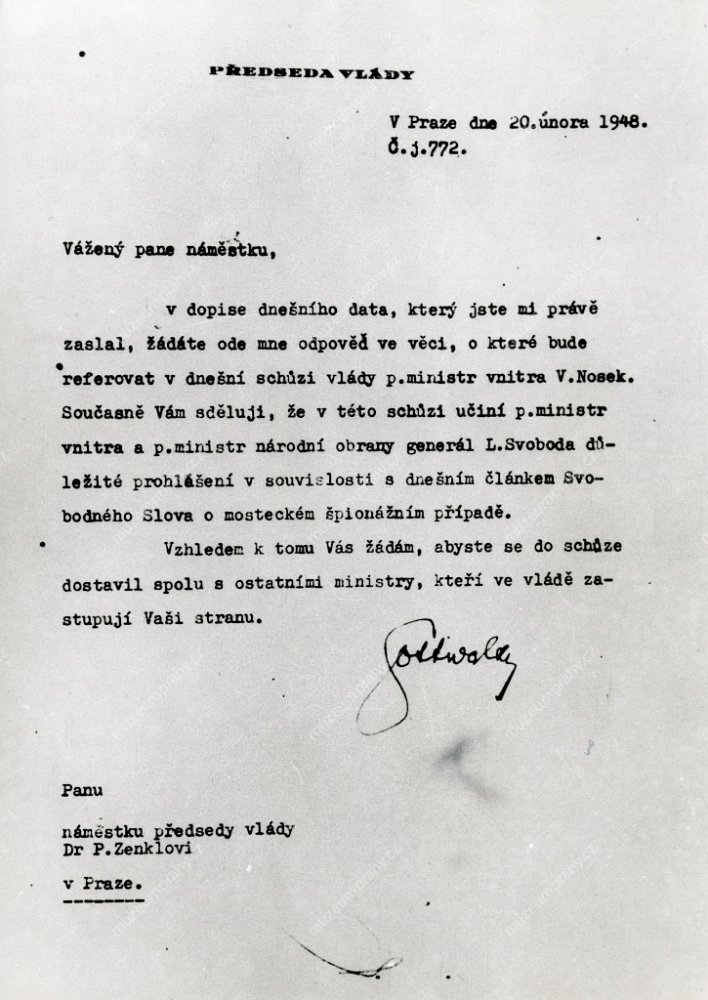 PŘEDSEDA VLÁDY
V Praze dne 20.února 1948.
Č.j.772.
Vážený pane náměstku,
v dopise dnešního data, který jste mi právě
zaslal, žádáte ode mne odpověď ve věci, o které bude
referovat v dnešní schůzi vlády p.ministr vnitra V.Nosek.
Současně Vám sděluji, že v této schůzi učiní p.ministr
vnitra a p.ministr národní obrany generál L.Svoboda dů-
ležité prohlášení v souvislosti s dnešním článkem Svo-
bodného Slova o mosteckém špionážním případě.
Vzhledem k tomu Vás žádám, abyste se do schůze
dostavil spolu s ostatními ministry, kteří ve vládě za-
stupují Vaši stranu.
Gottwald
Panu
náměstku předsedy vlády
Dr P.Zenklovi
v Praze.